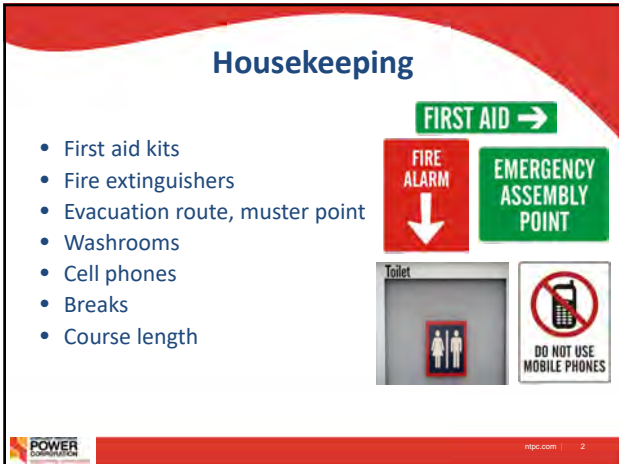 Housekeeping
• First aid kits
• Fire extinguishers
• Evacuation route, muster point
• Washrooms
• Cell phones
• Breaks
• Course length
FIRST AID →
FIRE
ALARM
EMERGENCY
ASSEMBLY
POINT
Toilet
DO NOT USE
MOBILE PHONES
POWER
CORPORATION
ntpc.com | 2